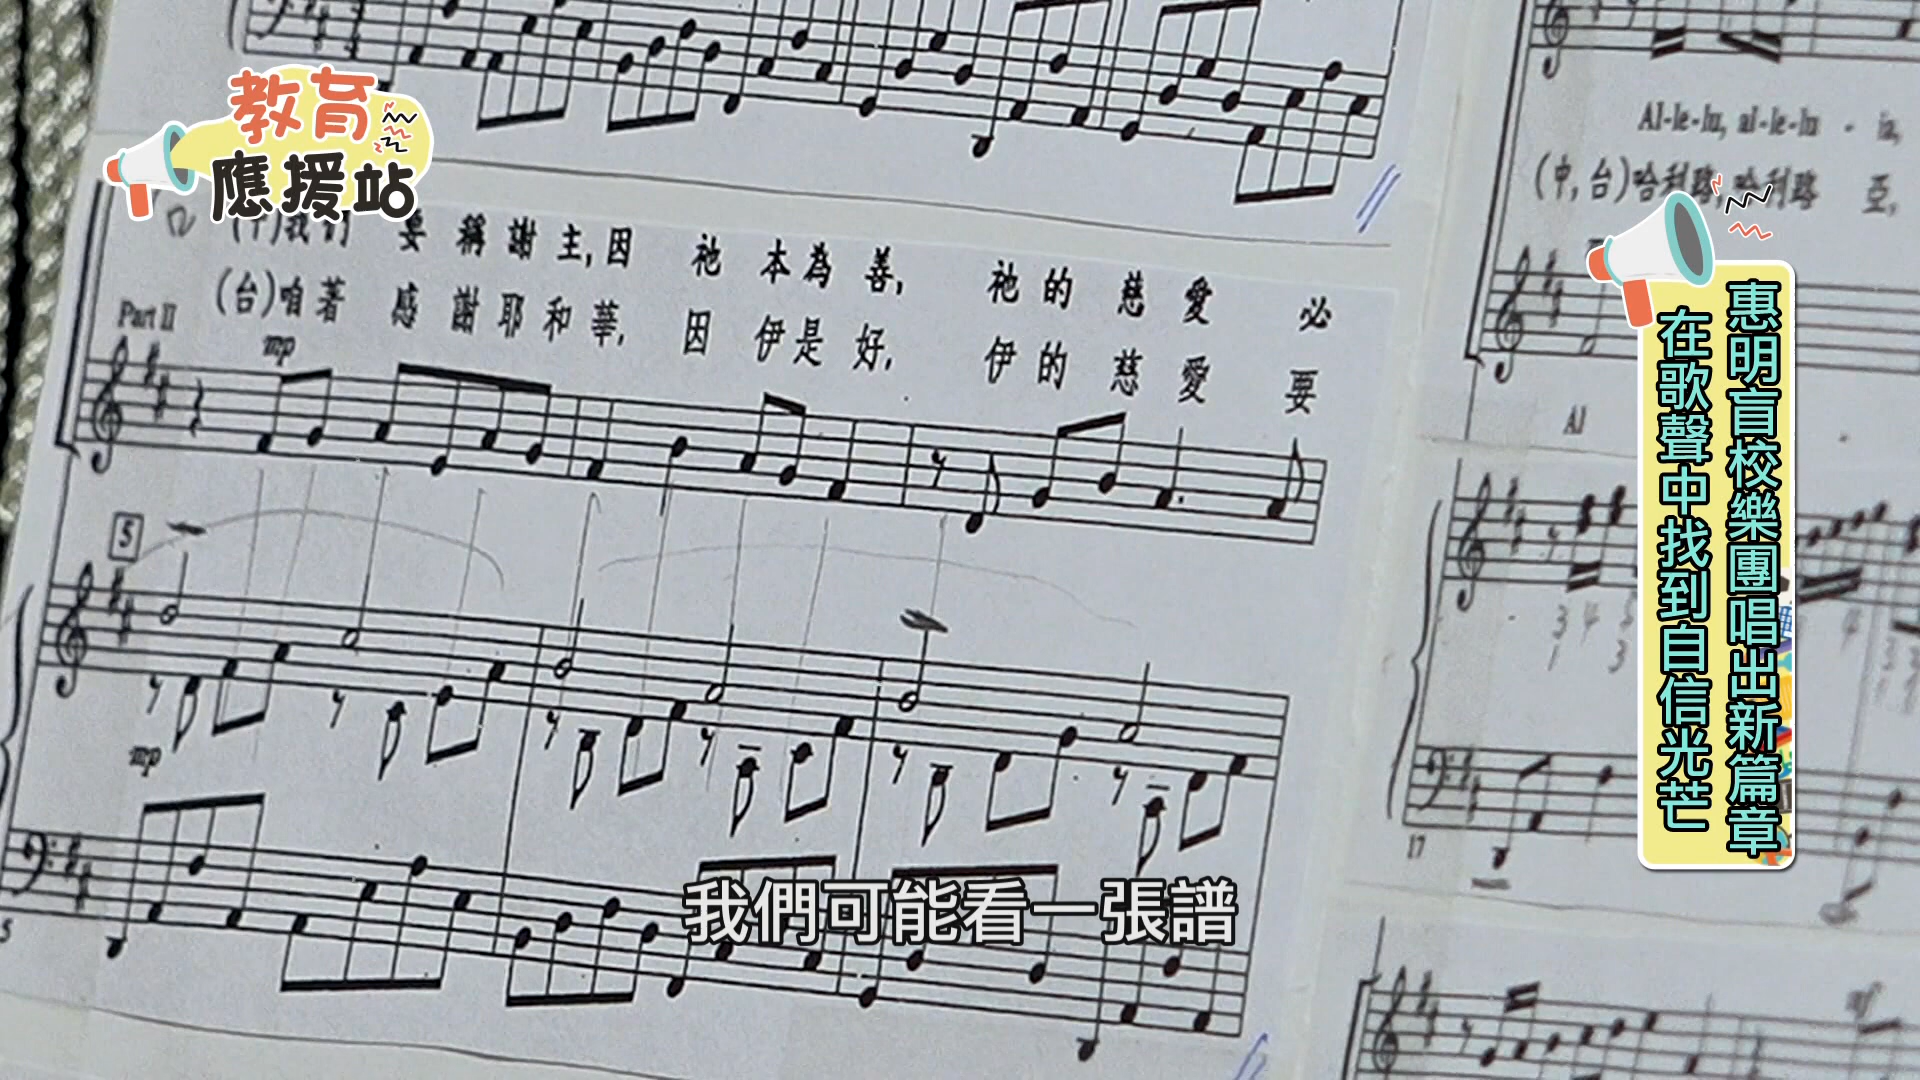 教育
應援站
Al-le-lu, al-le-lu - ia,
(中,台)哈利路,哈利路 亞,
(中)我們 要 稱 謝 主,因 祂 本 為 善, 祂 的 慈 愛 必
(台)咱 著 感 謝 耶 和 華, 因 伊 是 好, 伊 的 慈 愛 要
Part II
mp
5
mp
5
Al
17
mf
惠明盲校樂團唱出新篇章
在歌聲中找到自信光芒
我們可能看一張譜